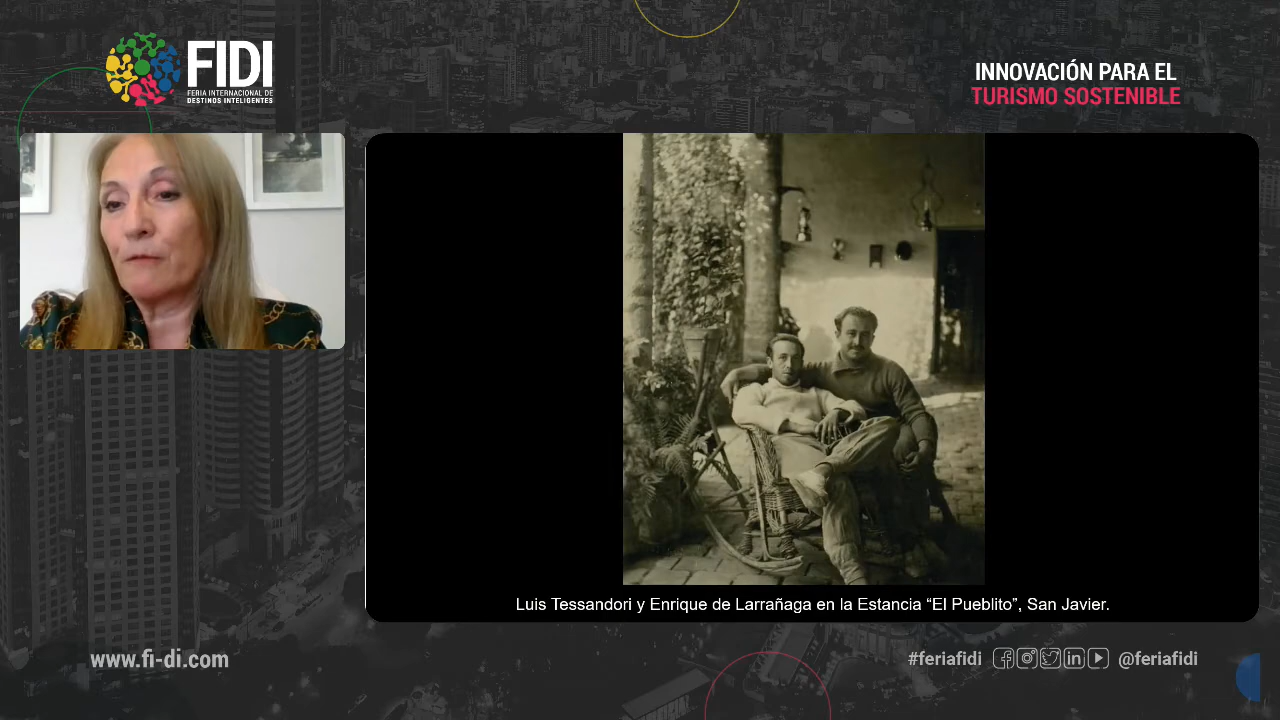 FIDI
FERIA INTERNACIONAL DE
DESTINOS INTELIGENTES
INNOVACIÓN PARA EL
TURISMO SOSTENIBLE
Luis Tessandori y Enrique de Larrañaga en la Estancia “El Pueblito”, San Javier.
www.fi-di.com
#feriafidi
@feriafidi